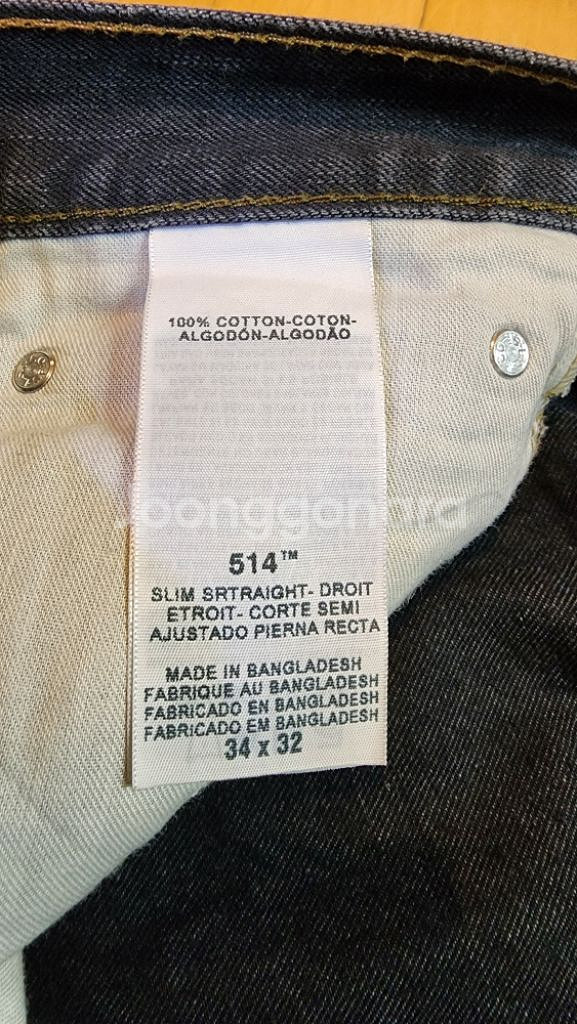 100% COTTON-COTON-
ALGODÓN-ALGODÃO
joonggonara
514™
SLIM SRTRAIGHT- DROIT
ETROIT- CORTE SEMI
AJUSTADO PIERNA RECTA
MADE IN BANGLADESH
FABRIQUE AU BANGLADESH
FABRICADO EN BANGLADESH
FABRICADO EM BANGLADESH
34 x 32